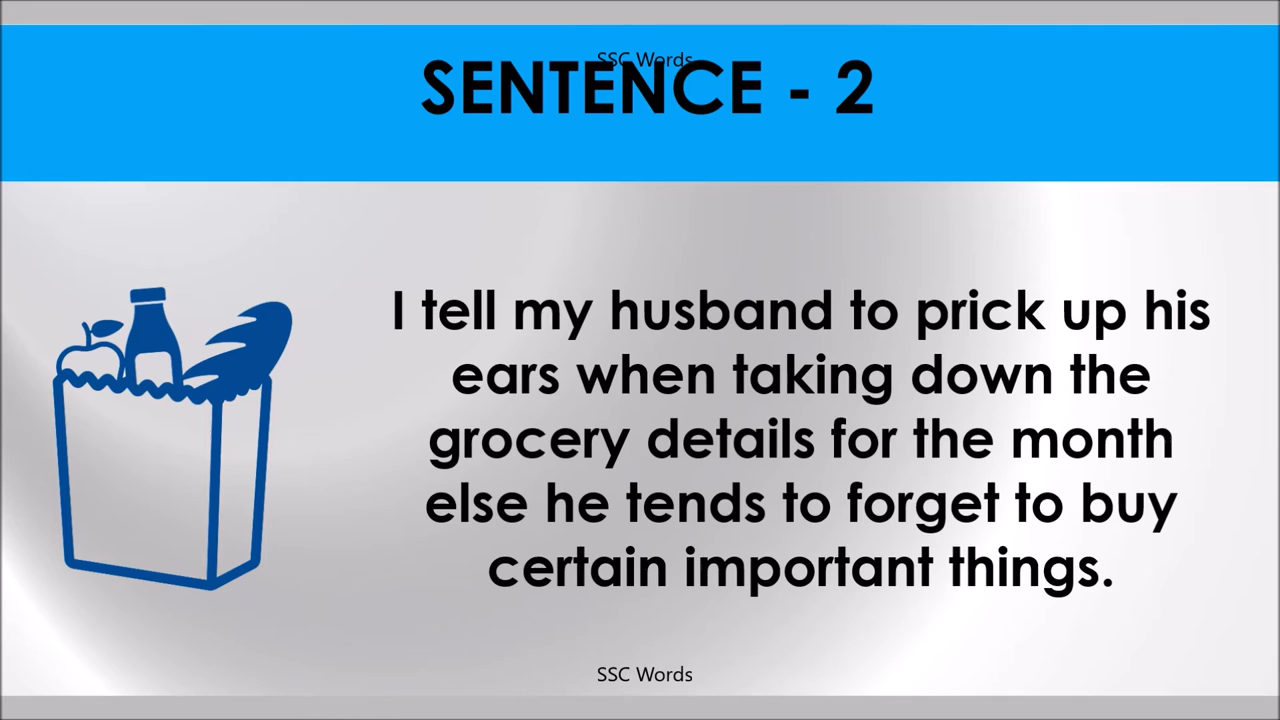 SSC Words
SENTENCE - 2
I tell my husband to prick up his
ears when taking down the
grocery details for the month
else he tends to forget to buy
certain important things.
SSC Words